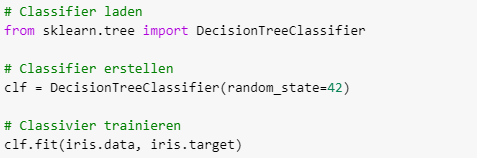 # Classifier laden
from sklearn.tree import DecisionTreeClassifier
# Classifier erstellen
clf = DecisionTreeClassifier(random_state=42)
# Classivier trainieren
clf.fit(iris.data, iris.target)